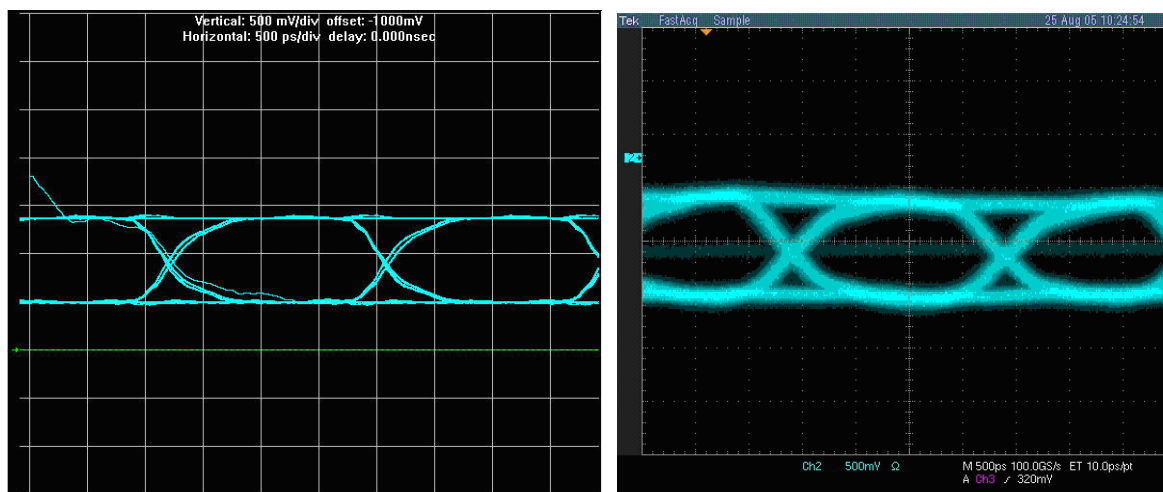 Vertical: 500 mV/div offset: -1000mV
Horizontal: 500 ps/div delay: 0.000nsec
Tek FastAcq Sample 25 Aug 05 10:24:54
Ch2 500mV Ω M 500ps 100.0GS/s ET 10.0ps/pt
A Ch3 ∕ 320mV